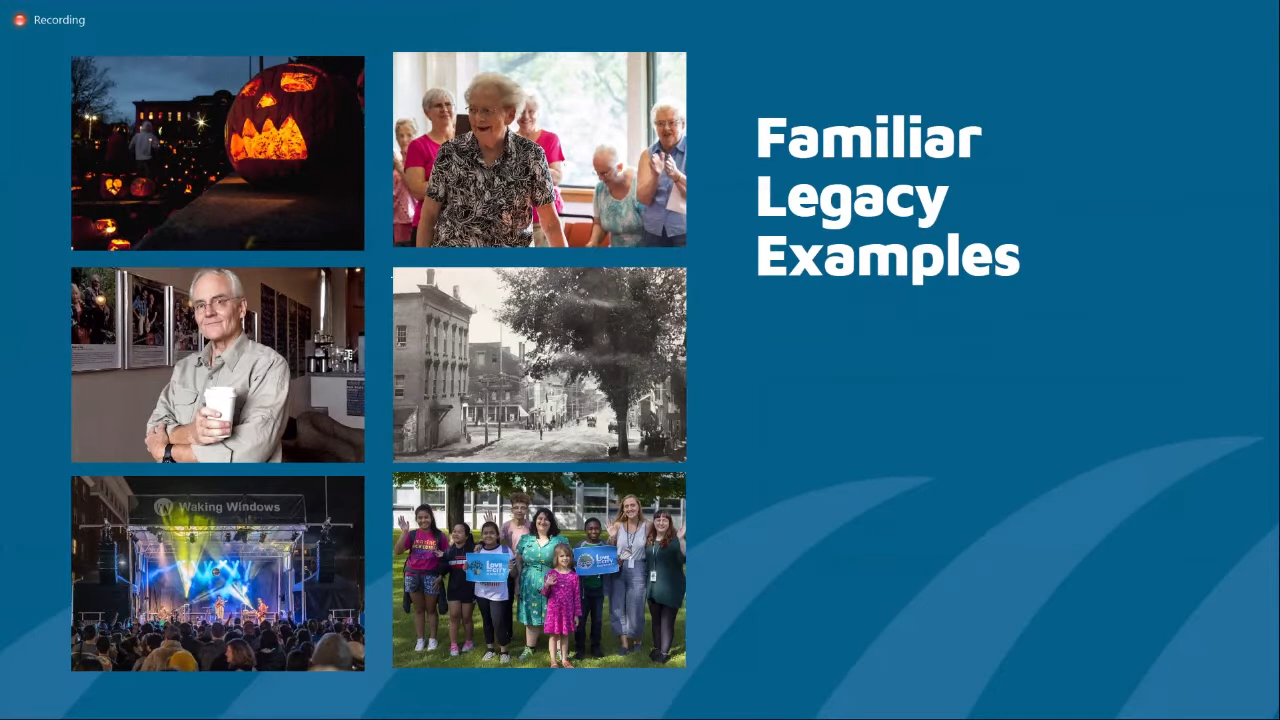 Recording
Familiar
Legacy
Examples
Waking Windows